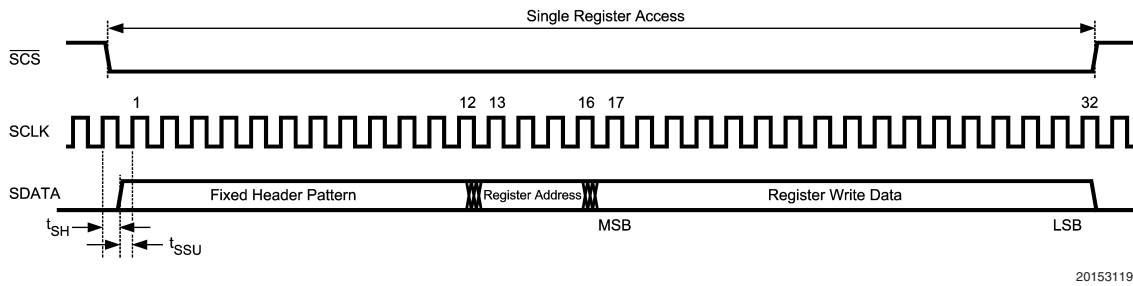 Single Register Access
SCS
1 12 13 16 17 32
SCLK
SDATA Fixed Header Pattern Register Address Register Write Data
tSH MSB LSB
tSSU
20153119